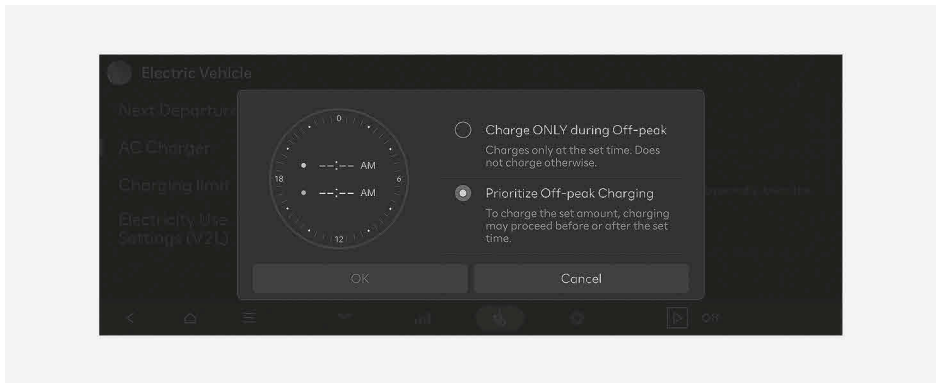 Electric Vehicle
Next Departure
AC Charger
Charging limit
Electricity Use
Settings (V2L)
0
6
12
18
--:-- AM
--:-- AM
Charge ONLY during Off-peak
Charges only at the set time. Does
not charge otherwise.
Prioritize Off-peak Charging
To charge the set amount, charging
may proceed before or after the set
time.
OK
Cancel
Off